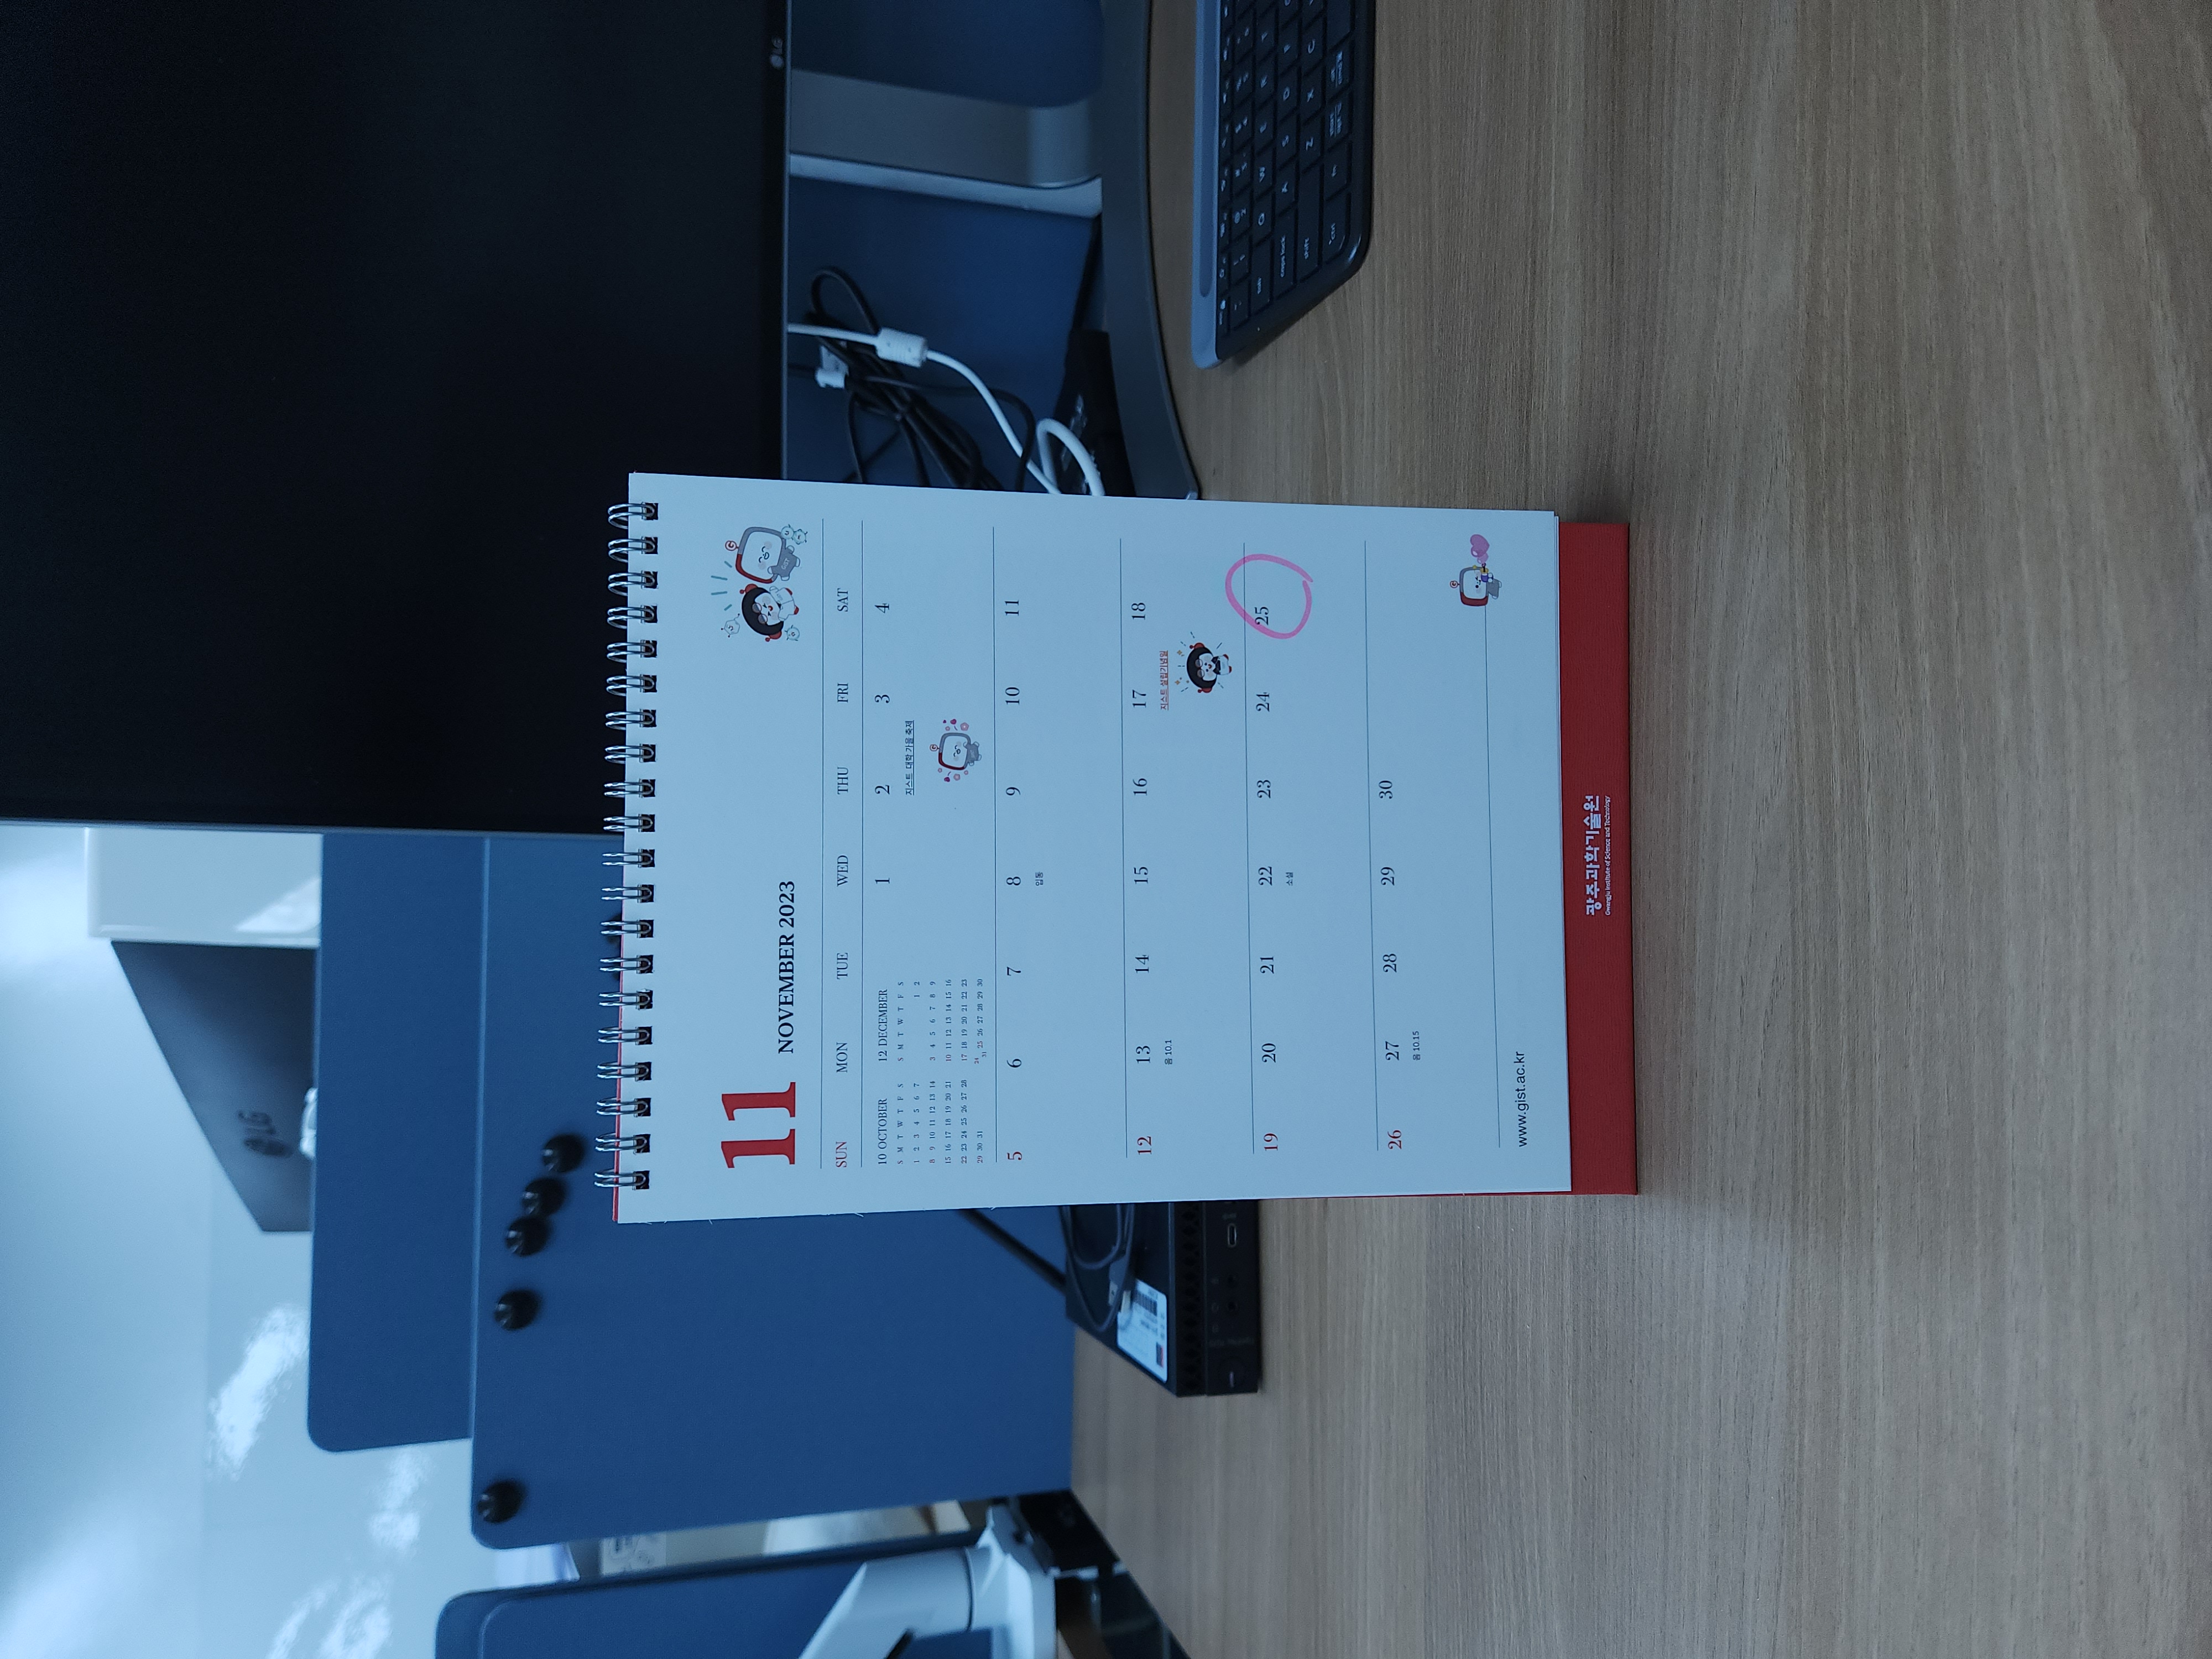 LG
LG
11 NOVEMBER 2023
SUN MON TUE WED THU FRI SAT
10 OCTOBER
S M T W T F S
1 2 3 4 5 6 7
8 9 10 11 12 13 14
15 16 17 18 19 20 21
22 23 24 25 26 27 28
29 30 31
12 DECEMBER
S M T W T F S
1 2
3 4 5 6 7 8 9
10 11 12 13 14 15 16
17 18 19 20 21 22 23
24 31 25 26 27 28 29 30
1 2 3 4
지스트 대학 가을 축제
5 6 7 8 9 10 11
입동
12 13 14 15 16 17 18
음 10.1
지스트 설립기념일
19 20 21 22 23 24 25
소설
26 27 28 29 30
음 10.15
www.gist.ac.kr
광주과학기술원
Gwangju Institute of Science and Technology
tab Q W E R T
caps lock A S D F
shift Z X C
ctrl fn